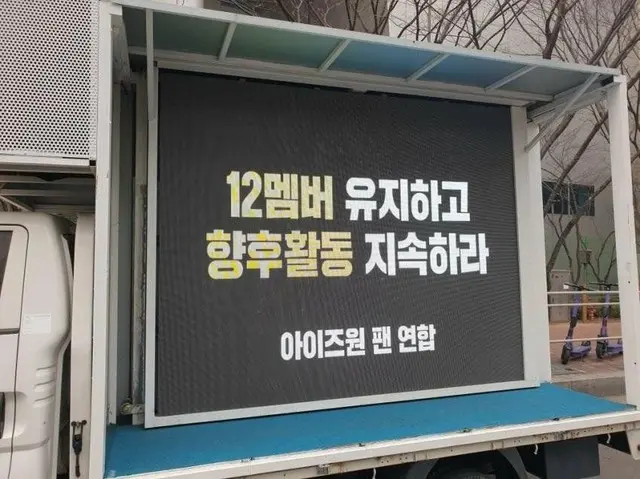 12멤버 유지하고
향후활동 지속하라
아이즈원 팬 연합